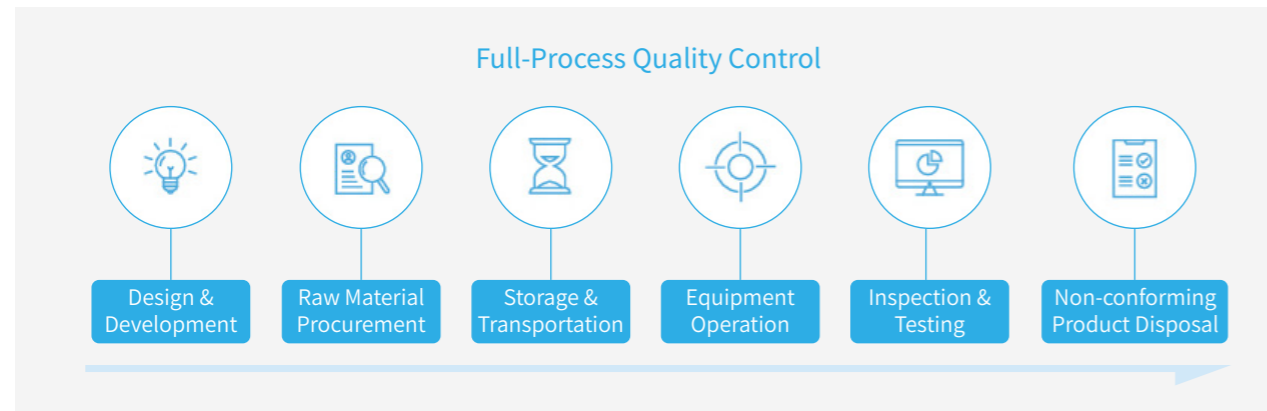 Full-Process Quality Control
Design &
Development
Raw Material
Procurement
Storage &
Transportation
Equipment
Operation
Inspection &
Testing
Non-conforming
Product Disposal